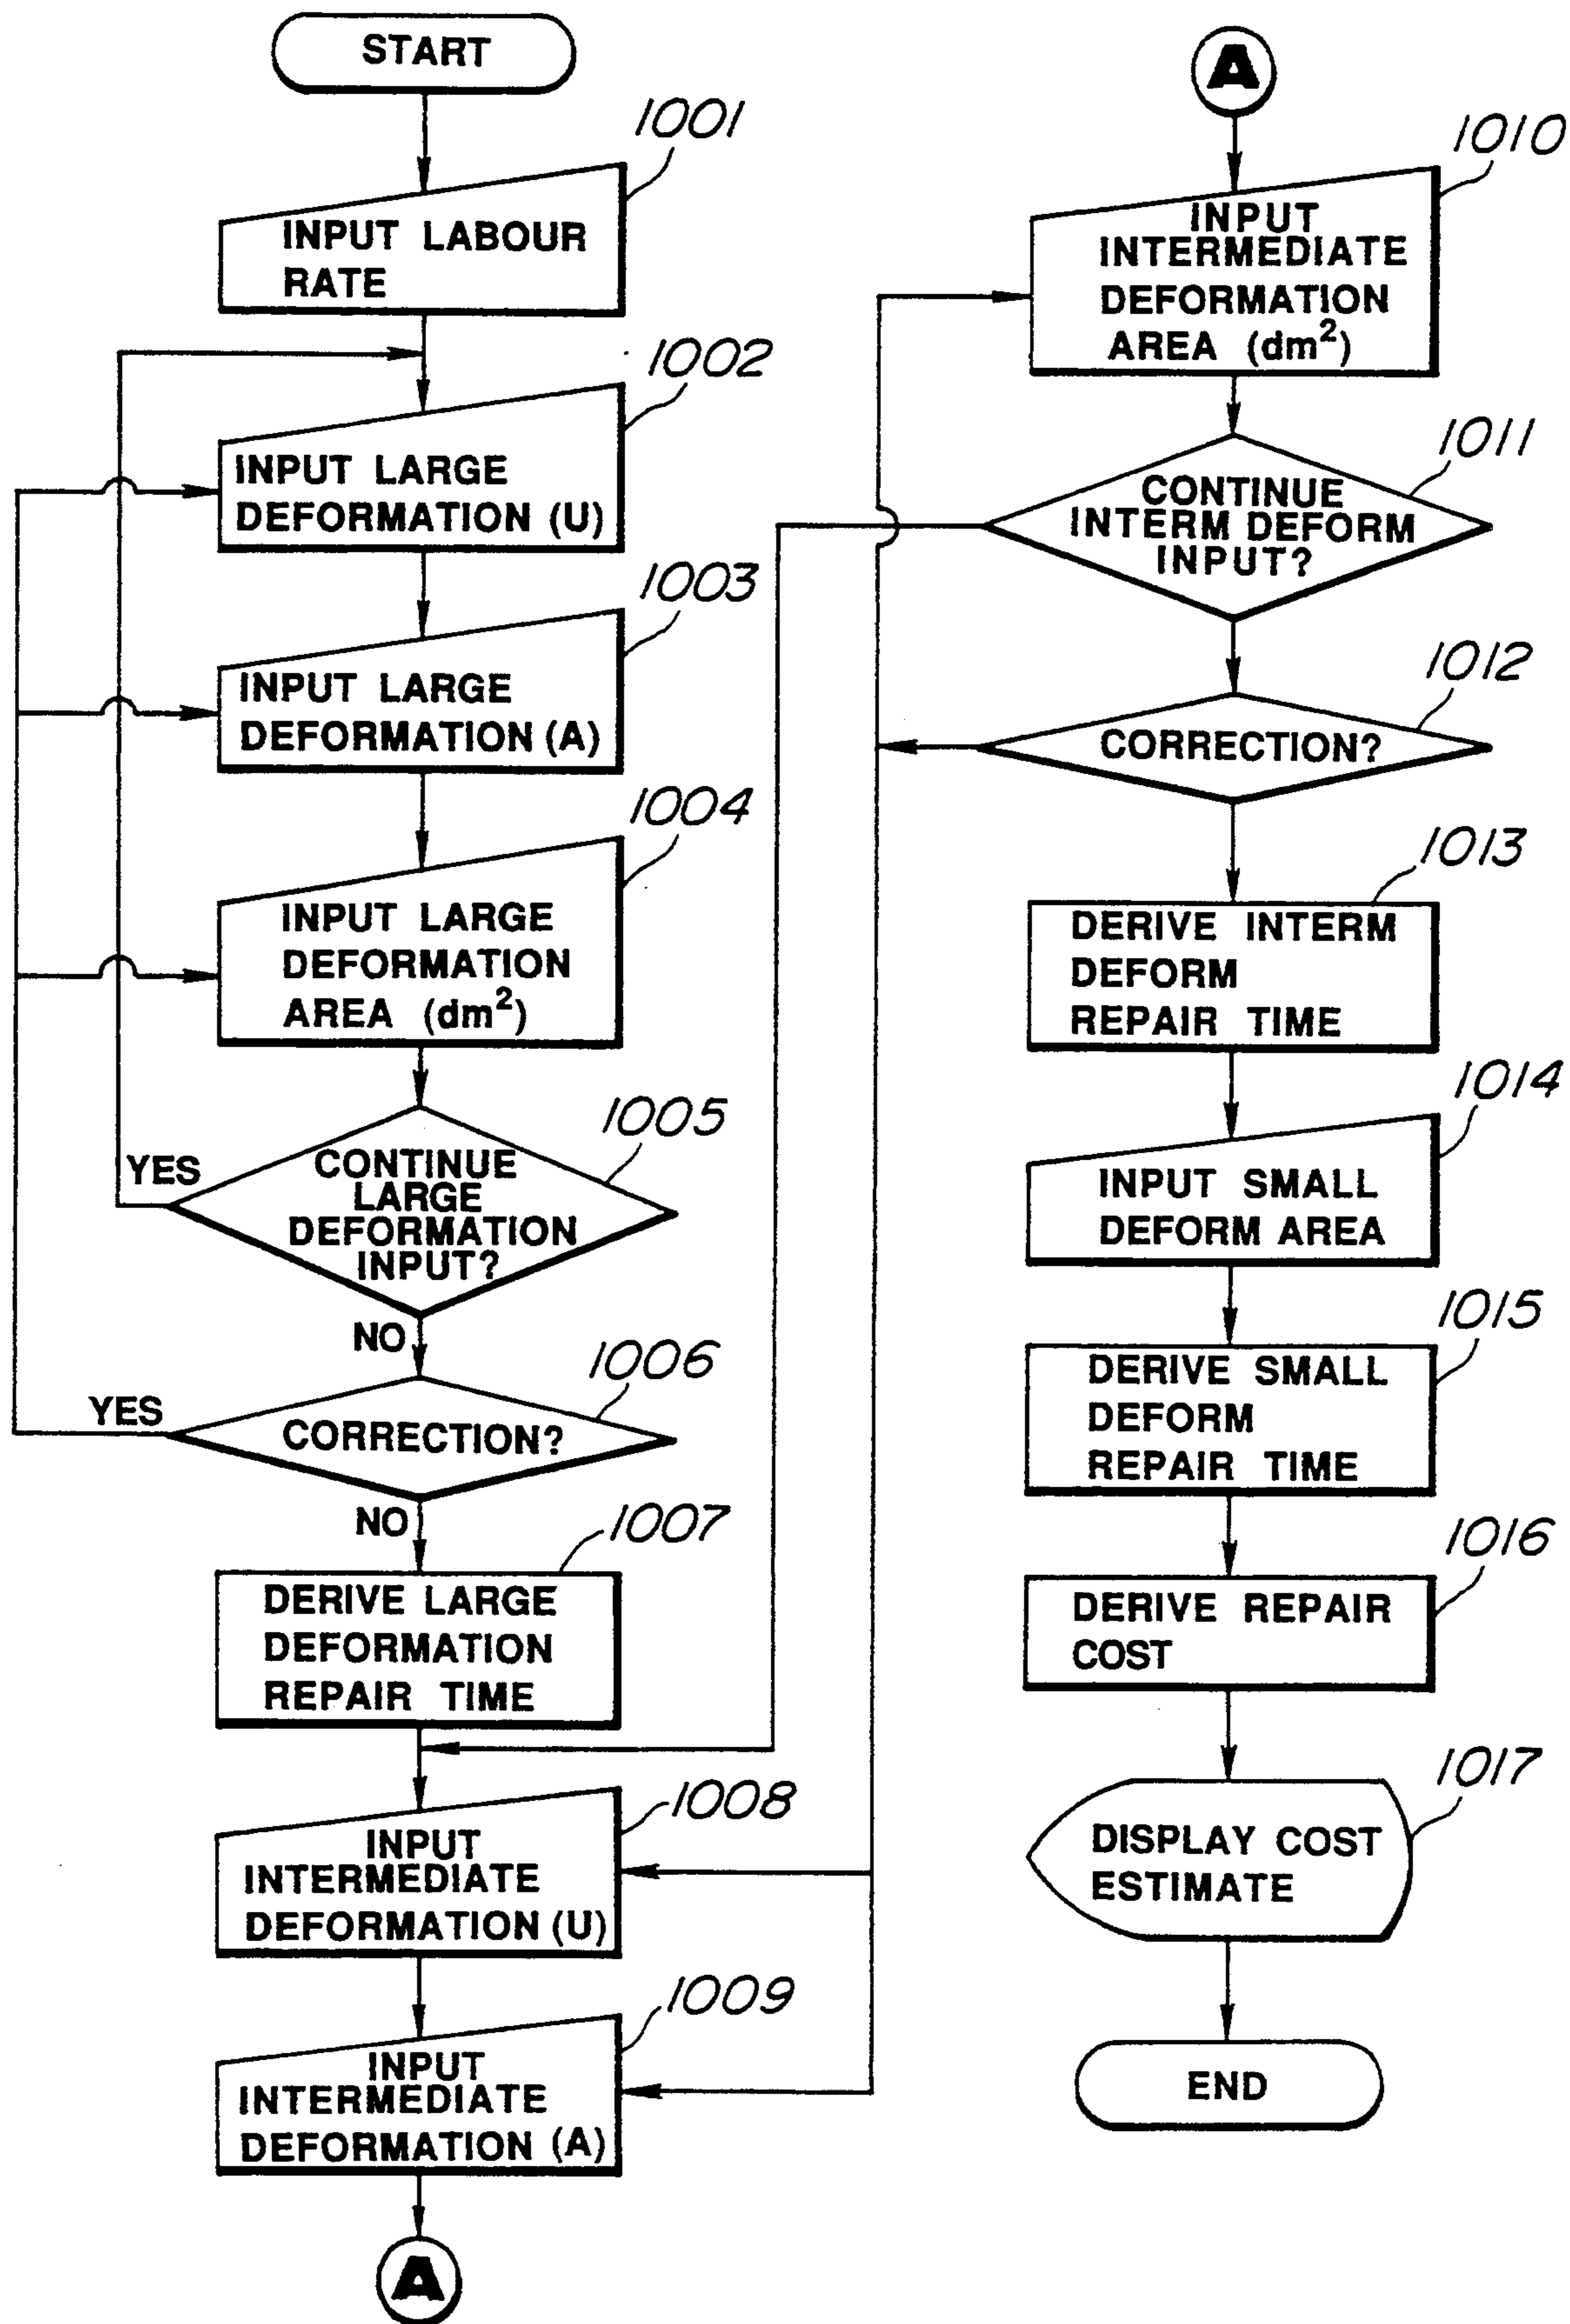 START
1001
INPUT LABOUR
RATE
1002
INPUT LARGE
DEFORMATION (U)
1003
INPUT LARGE
DEFORMATION (A)
1004
INPUT LARGE
DEFORMATION
AREA (dm²)
1005
YES
CONTINUE
LARGE
DEFORMATION
INPUT?
NO
1006
YES
CORRECTION?
NO
1007
DERIVE LARGE
DEFORMATION
REPAIR TIME
1008
INPUT
INTERMEDIATE
DEFORMATION (U)
1009
INPUT
INTERMEDIATE
DEFORMATION (A)
A
A
1010
INPUT
INTERMEDIATE
DEFORMATION
AREA (dm²)
1011
CONTINUE
INTERM DEFORM
INPUT?
1012
CORRECTION?
1013
DERIVE INTERM
DEFORM
REPAIR TIME
1014
INPUT SMALL
DEFORM AREA
1015
DERIVE SMALL
DEFORM
REPAIR TIME
1016
DERIVE REPAIR
COST
1017
DISPLAY COST
ESTIMATE
END